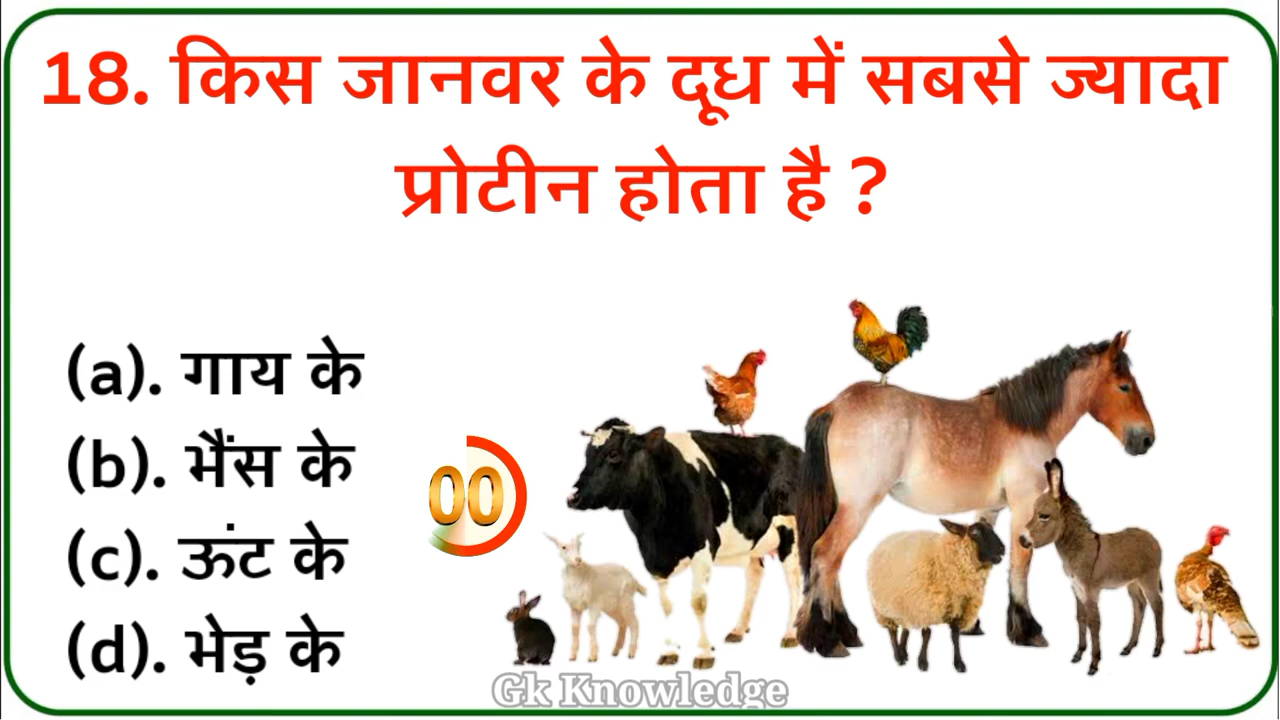 18. किस जानवर के दूध में सबसे ज्यादा
प्रोटीन होता है ?
(a). गाय के
(b). भैंस के
(c). ऊंट के
(d). भेड़ के
00
Gk Knowledge